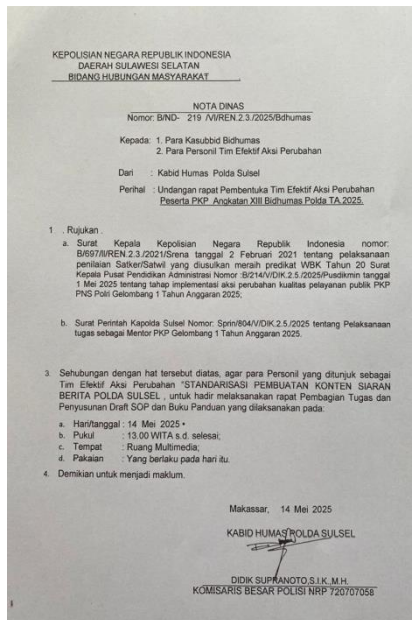 KEPOLISIAN NEGARA REPUBLIK INDONESIA
DAERAH SULAWESI SELATAN
BIDANG HUBUNGAN MASYARAKAT
NOTA DINAS
Nomor: B/ND- 219 /VI/REN.2.3./2025/Bdhumas
Kepada: 1. Para Kasubbid Bidhumas
2. Para Personil Tim Efektif Aksi Perubahan
Dari : Kabid Humas Polda Sulsel
Perihal : Undangan rapat Pembentuka Tim Efektif Aksi Perubahan
Peserta PKP Angkatan XIII Bidhumas Polda TA.2025.
1. . Rujukan .
a. Surat Kepala Kepolisian Negara Republik Indonesia nomor:
B/697/II/REN.2.3./2021/Srena tanggal 2 Februari 2021 tentang pelaksanaan
penilaian Satker/Satwil yang diusulkan meraih predikat WBK Tahun 20 Surat
Kepala Pusat Pendidikan Administrasi Nomor :B/214/V/DIK.2.5./2025/Pusdikmin tanggal
1 Mei 2025 tentang tahap implementasi aksi perubahan kualitas pelayanan publik PKP
PNS Polri Gelombang 1 Tahun Anggaran 2025;
b. Surat Perintah Kapolda Sulsel Nomor: Sprin/804/V/DIK.2.5./2025 tentang Pelaksanaan
tugas sebagai Mentor PKP Gelombang 1 Tahun Anggaran 2025.
3. Sehubungan dengan hat tersebut diatas, agar para Personil yang ditunjuk sebagai
Tim Efektif Aksi Perubahan "STANDARISASI PEMBUATAN KONTEN SIARAN
BERITA POLDA SULSEL , untuk hadir melaksanakan rapat Pembagian Tugas dan
Penyusunan Draft SOP dan Buku Panduan yang dilaksanakan pada:
a. Hari/tanggal : 14 Mei 2025
b. Pukul : 13.00 WITA s.d. selesai;
c. Tempat : Ruang Multimedia;
d. Pakaian : Yang berlaku pada hari itu.
4. Demikian untuk menjadi maklum.
Makassar, 14 Mei 2025
KABID HUMAS POLDA SULSEL
DIDIK SUPRANOTO,S.I.K.,M.H.
KOMISARIS BESAR POLISI NRP 720707058